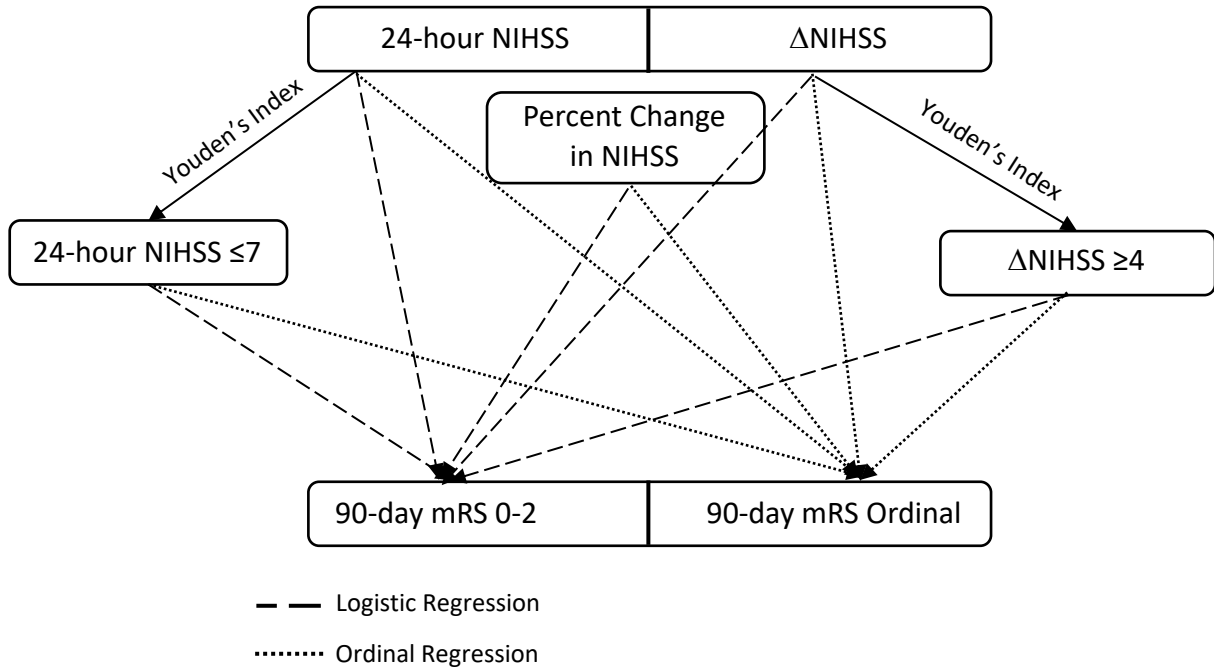 24-hour NIHSS
ΔNIHSS
Percent Change
in NIHSS
Youden's Index
Youden's Index
24-hour NIHSS ≤7
ΔNIHSS ≥4
90-day mRS 0-2
90-day mRS Ordinal
Logistic Regression
Ordinal Regression